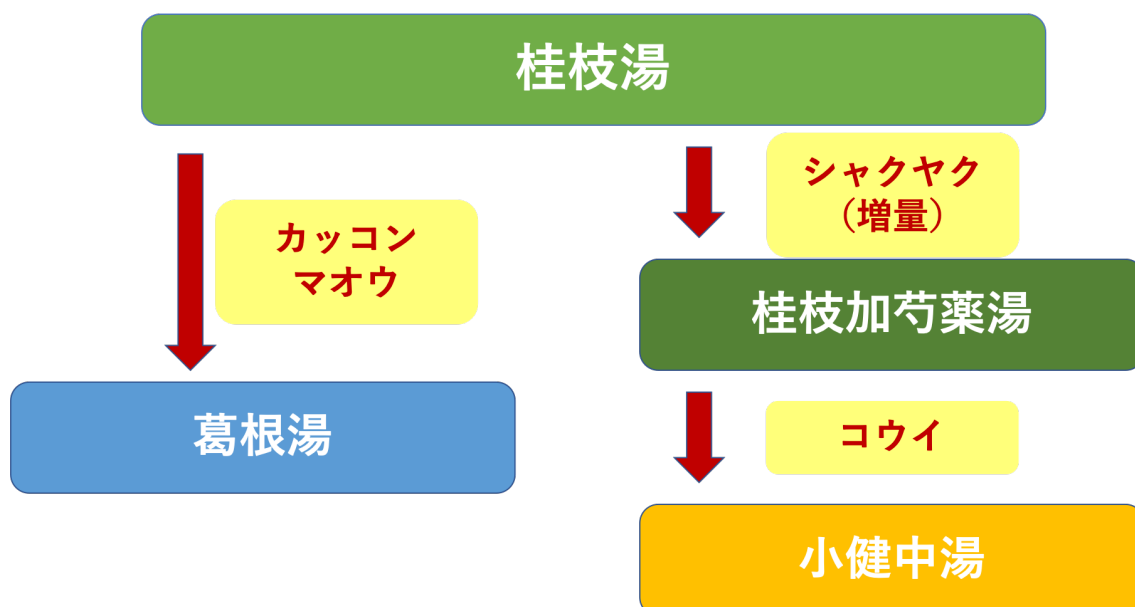 桂枝湯
シャクヤク
（増量）
カッコン
マオウ
桂枝加芍薬湯
葛根湯
コウイ
小健中湯